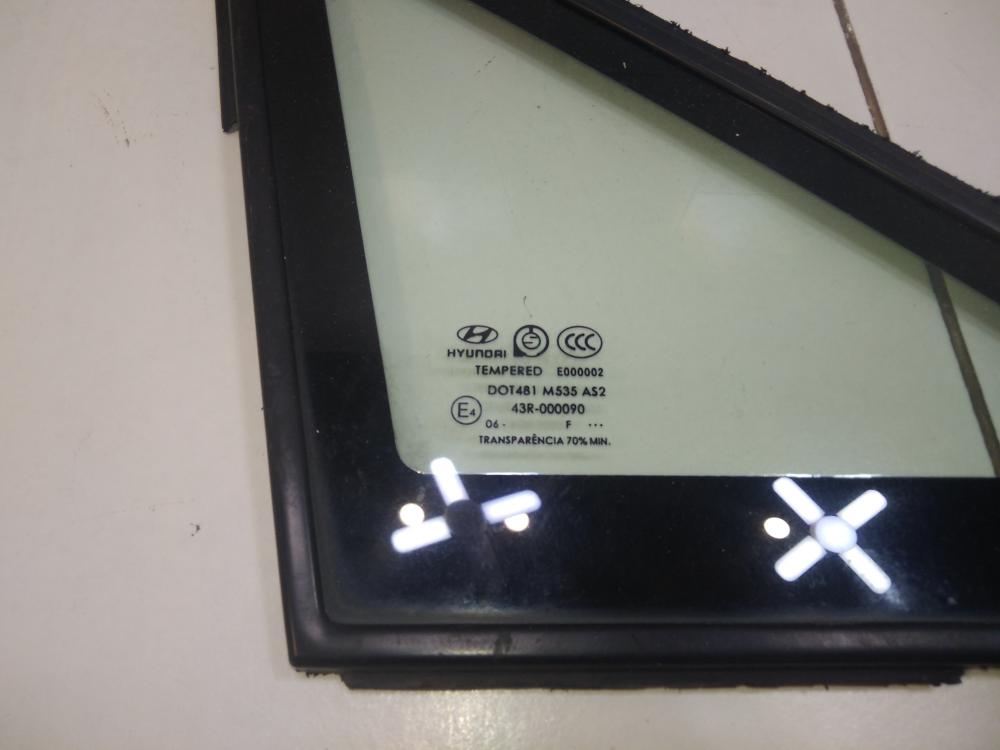 HYUNDAI CCC
TEMPERED E000002
DOT481 M535 AS2
E4 43R-000090
06 · F ···
TRANSPARÊNCIA 70% MIN.